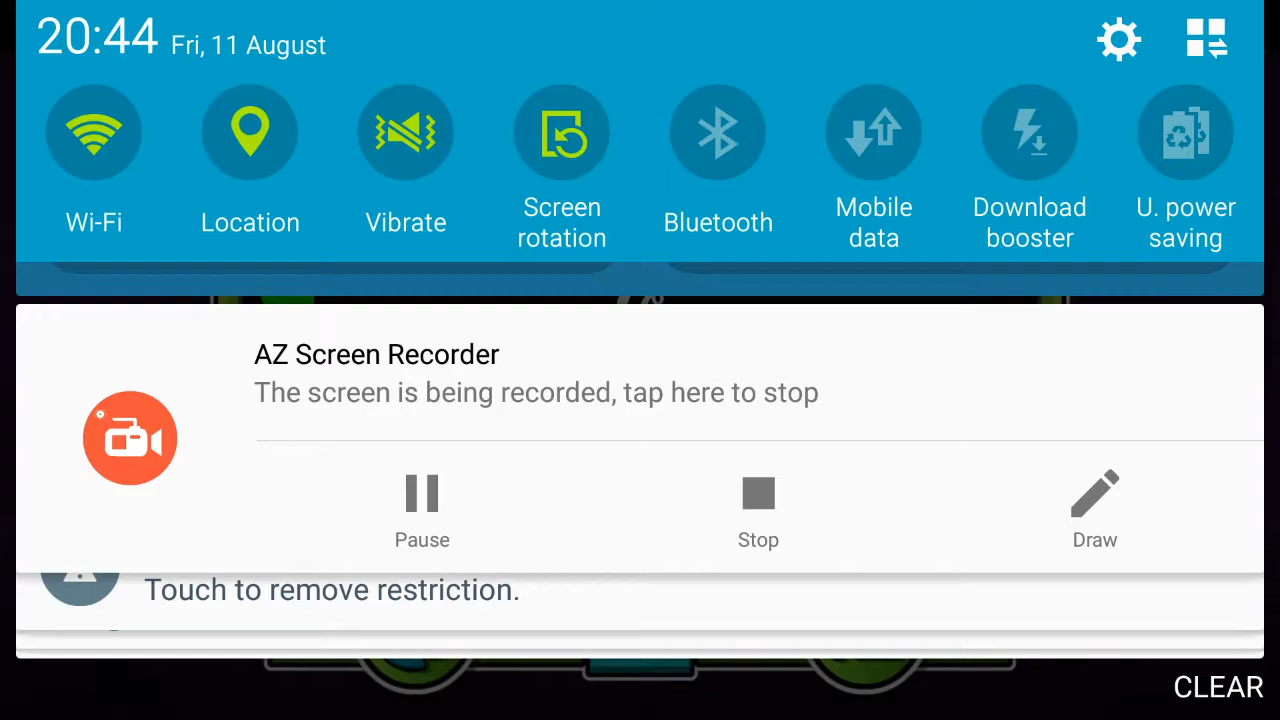 20:44 Fri, 11 August
Wi-Fi
Location
Vibrate
Screen
rotation
Bluetooth
Mobile
data
Download
booster
U. power
saving
AZ Screen Recorder
The screen is being recorded, tap here to stop
Pause
Stop
Draw
Touch to remove restriction.
CLEAR